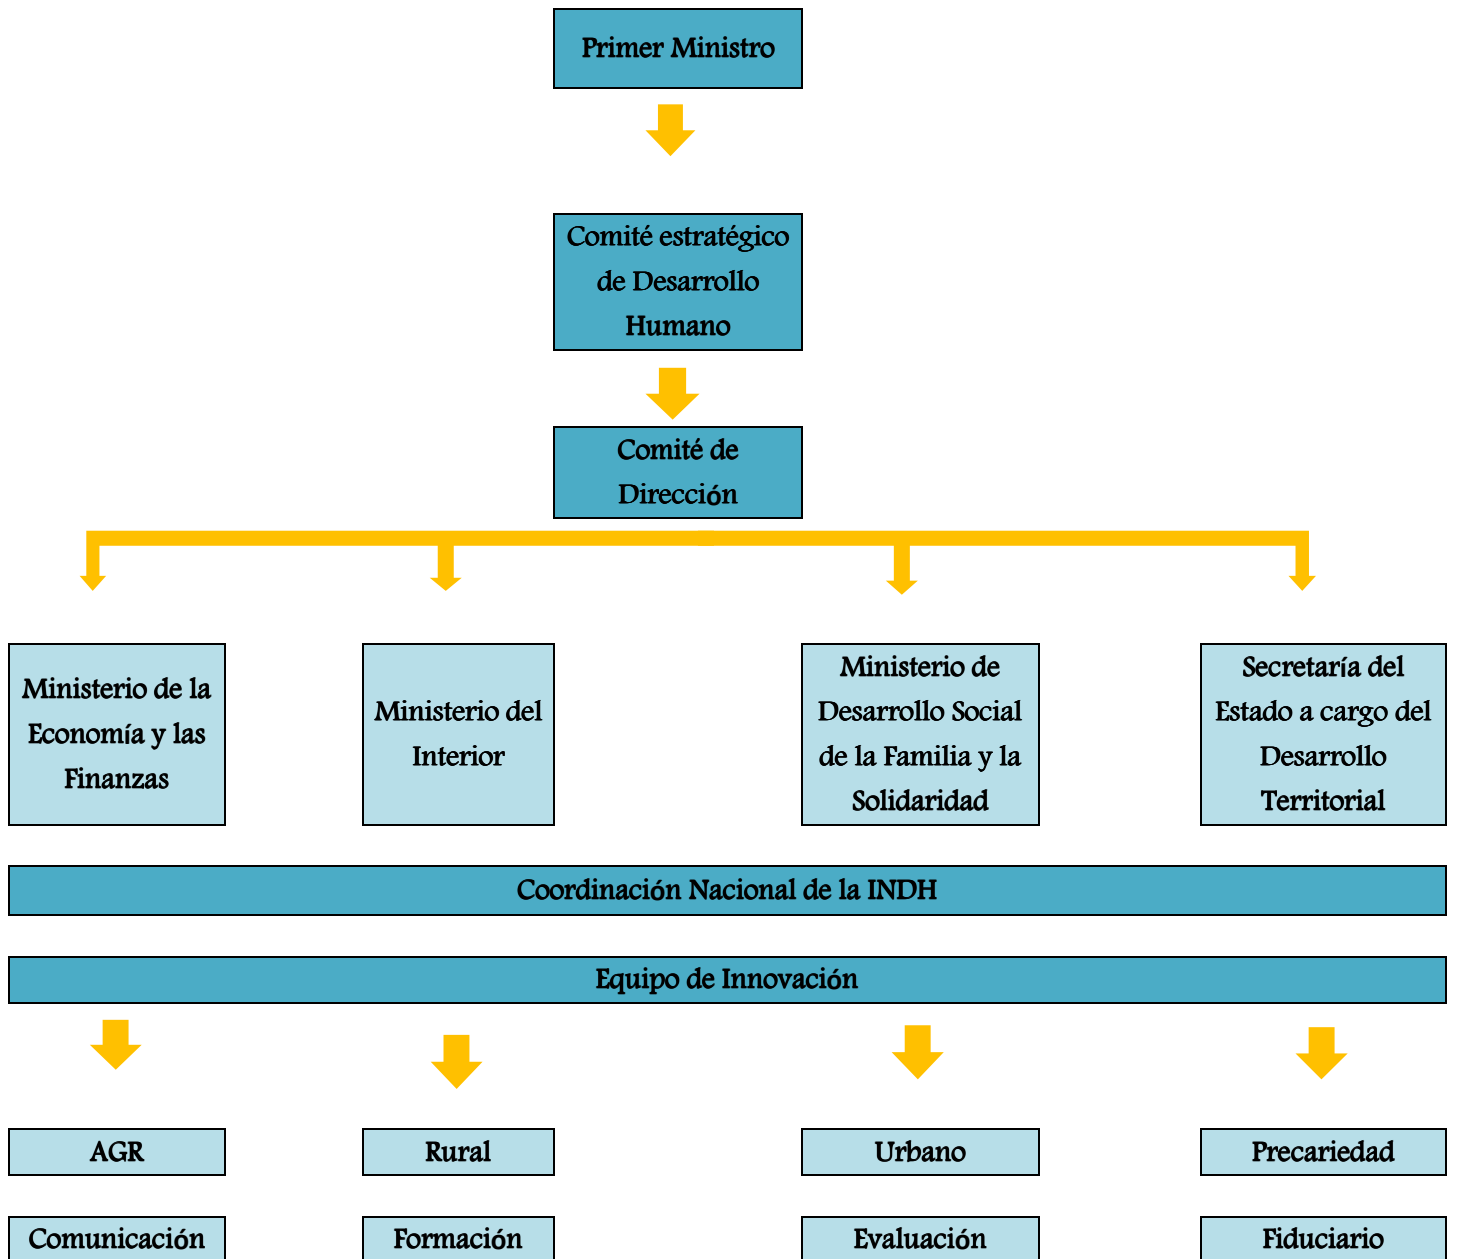 Primer Ministro
Comité estratégico
de Desarrollo
Humano
Comité de
Dirección
Ministerio de la
Economía y las
Finanzas
Ministerio del
Interior
Ministerio de
Desarrollo Social
de la Familia y la
Solidaridad
Secretaría del
Estado a cargo del
Desarrollo
Territorial
Coordinación Nacional de la INDH
Equipo de Innovación
AGR
Rural
Urbano
Precariedad
Comunicación
Formación
Evaluación
Fiduciario